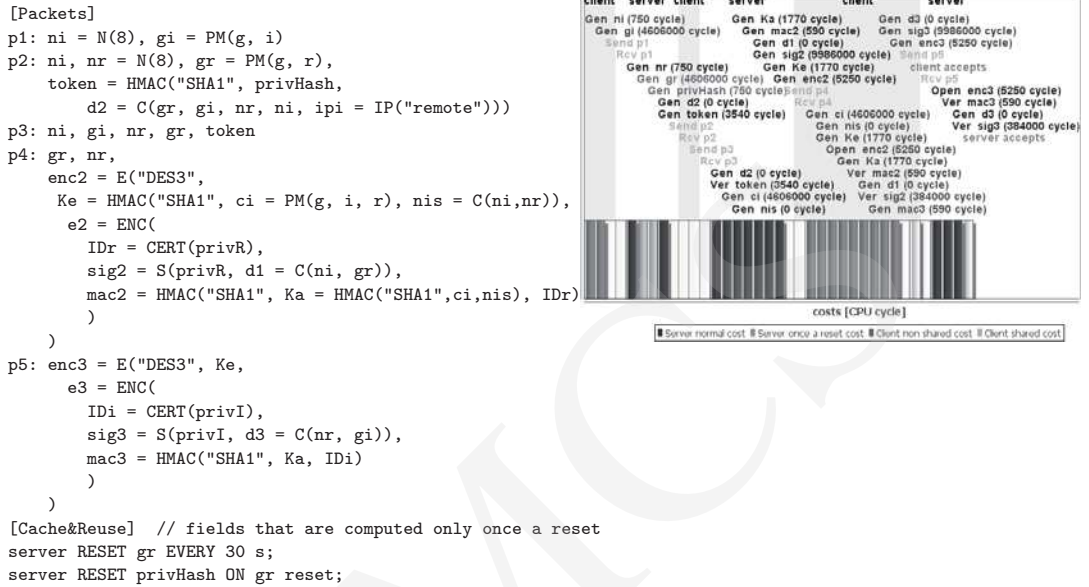 [Packets]
p1: ni = N(8), gi = PM(g, i)
p2: ni, nr = N(8), gr = PM(g, r),
token = HMAC("SHA1", privHash,
d2 = C(gr, gi, nr, ni, ipi = IP("remote")))
p3: ni, gi, nr, gr, token
p4: gr, nr,
enc2 = E("DES3",
Ke = HMAC("SHA1", ci = PM(g, i, r), nis = C(ni,nr)),
e2 = ENC(
IDr = CERT(privR),
sig2 = S(privR, d1 = C(ni, gr)),
mac2 = HMAC("SHA1", Ka = HMAC("SHA1",ci,nis), IDr)
)
)
p5: enc3 = E("DES3", Ke,
e3 = ENC(
IDi = CERT(privI),
sig3 = S(privI, d3 = C(nr, gi)),
mac3 = HMAC("SHA1", Ka, IDi)
)
)
[Cache&Reuse] // fields that are computed only once a reset
server RESET gr EVERY 30 s;
server RESET privHash ON gr reset;
client server client server client server
Gen ni (750 cycle)
Gen gi (4606000 cycle)
Send p1
Rcv p1
Gen nr (750 cycle)
Gen gr (4606000 cycle)
Gen privHash (750 cycle)
Gen d2 (0 cycle)
Gen token (3540 cycle)
Send p2
Rcv p2
Send p3
Rcv p3
Gen d2 (0 cycle)
Ver token (3540 cycle)
Gen ci (4606000 cycle)
Gen nis (0 cycle)
Gen Ka (1770 cycle)
Gen mac2 (590 cycle)
Gen d1 (0 cycle)
Gen sig2 (9986000 cycle)
Gen Ke (1770 cycle)
Gen enc2 (5250 cycle)
Send p4
Rcv p4
Gen ci (4606000 cycle)
Gen nis (0 cycle)
Gen Ke (1770 cycle)
Open enc2 (5250 cycle)
Gen Ka (1770 cycle)
Ver mac2 (590 cycle)
Gen d1 (0 cycle)
Ver sig2 (384000 cycle)
Gen mac3 (590 cycle)
Gen d3 (0 cycle)
Gen sig3 (9986000 cycle)
Gen enc3 (5250 cycle)
Send p5
client accepts
Rcv p5
Open enc3 (5250 cycle)
Ver mac3 (590 cycle)
Gen d3 (0 cycle)
Ver sig3 (384000 cycle)
server accepts
costs [CPU cycle]
Server normal cost Server once a reset cost Client non shared cost Client shared cost